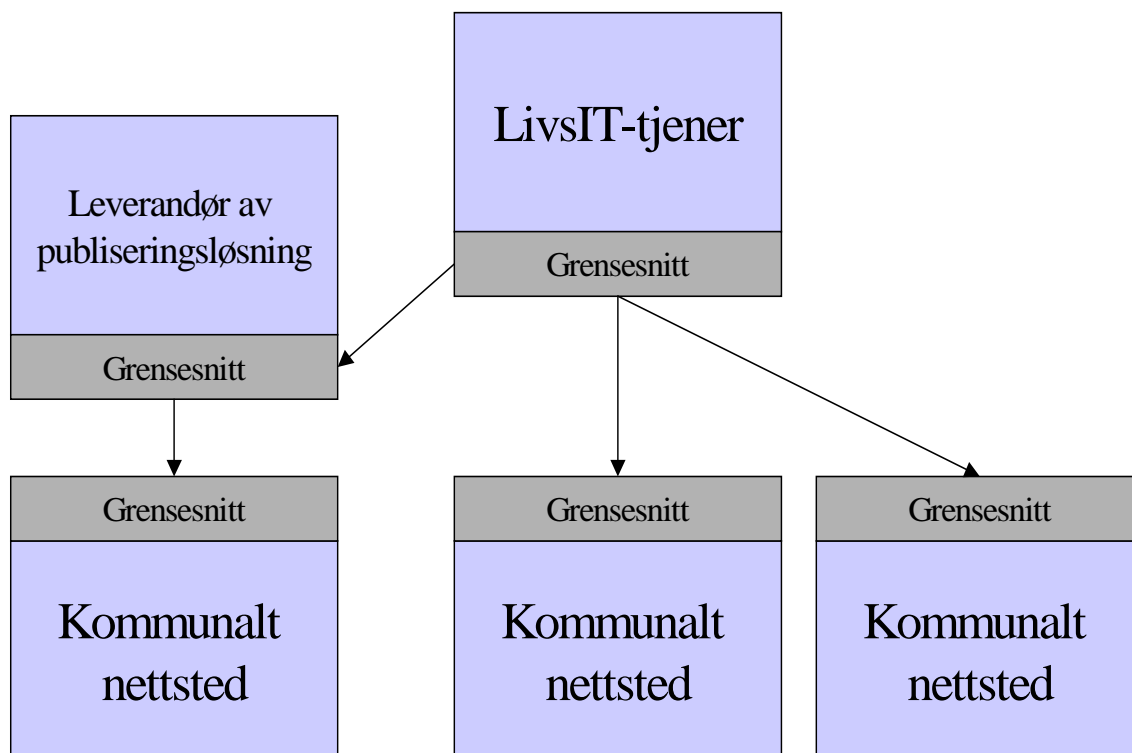 LivsIT-tjener
Grensesnitt
Leverandør av
publiseringsløsning
Grensesnitt
Grensesnitt
Kommunalt
nettsted
Grensesnitt
Kommunalt
nettsted
Grensesnitt
Kommunalt
nettsted